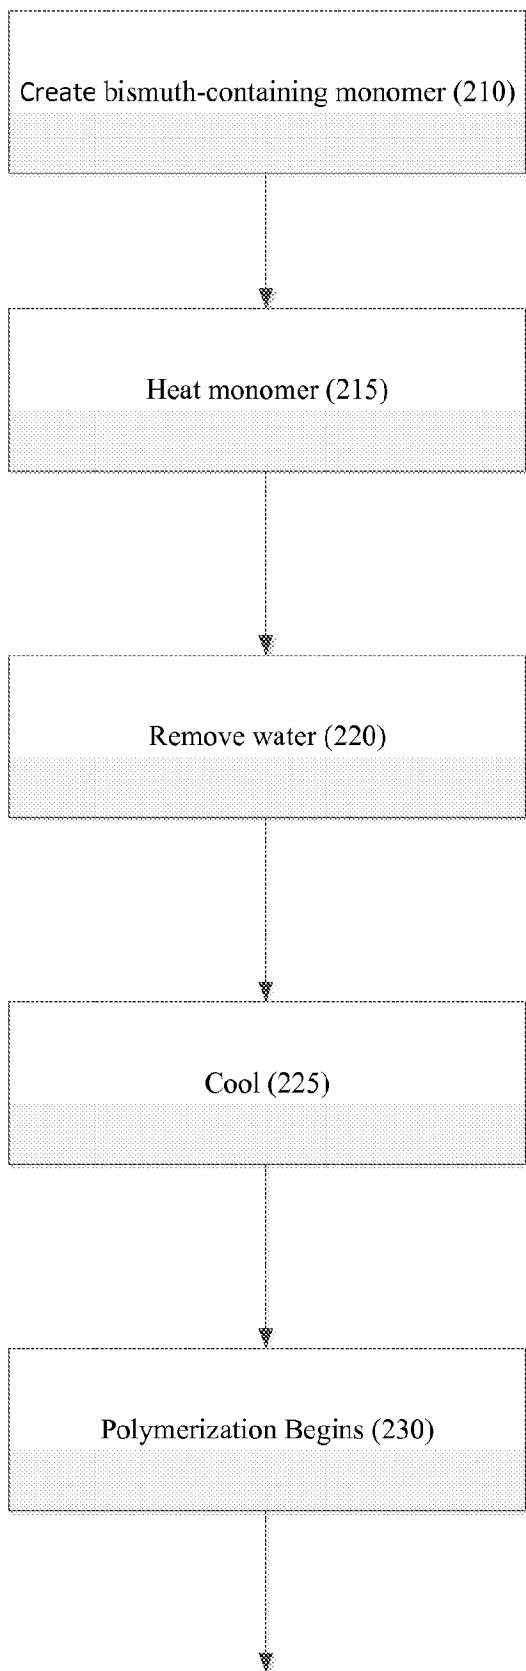 Create bismuth-containing monomer (210)
Heat monomer (215)
Remove water (220)
Cool (225)
Polymerization Begins (230)